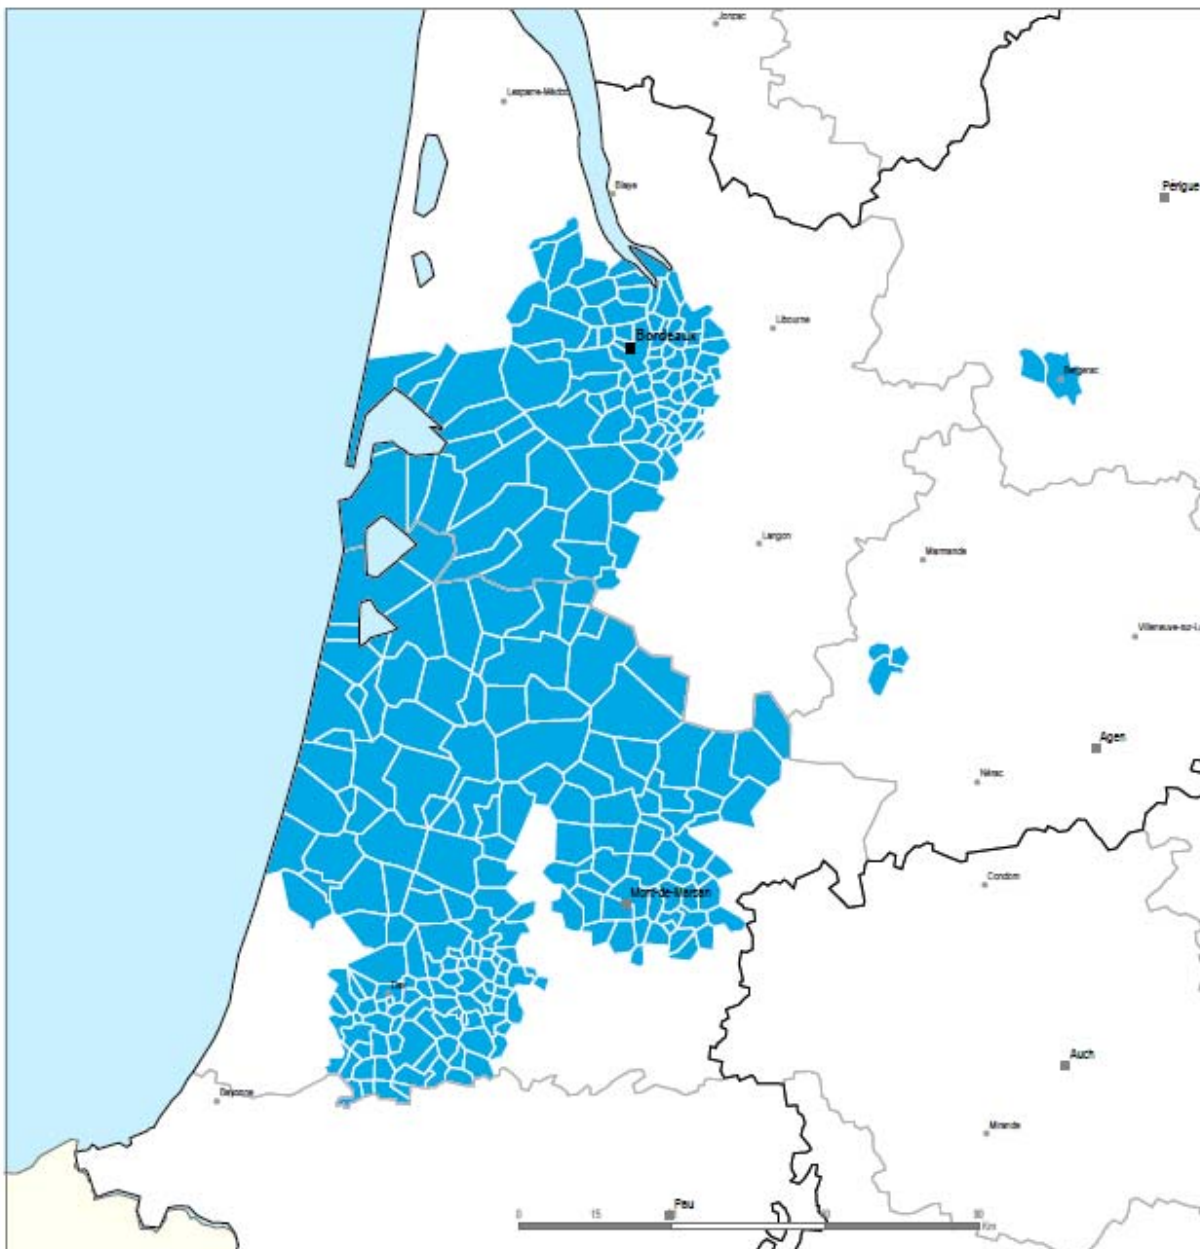 Jonzac
Lesparre-Médoc
Blaye
Périgue
Libourne
Bordeaux
Bergerac
Langon
Marmande
Villeneuve-sur-L
Agen
Nérac
Condom
Mont-de-Marsan
Dax
Auch
Bayonne
Mirande
Pau
0 15
90
Km